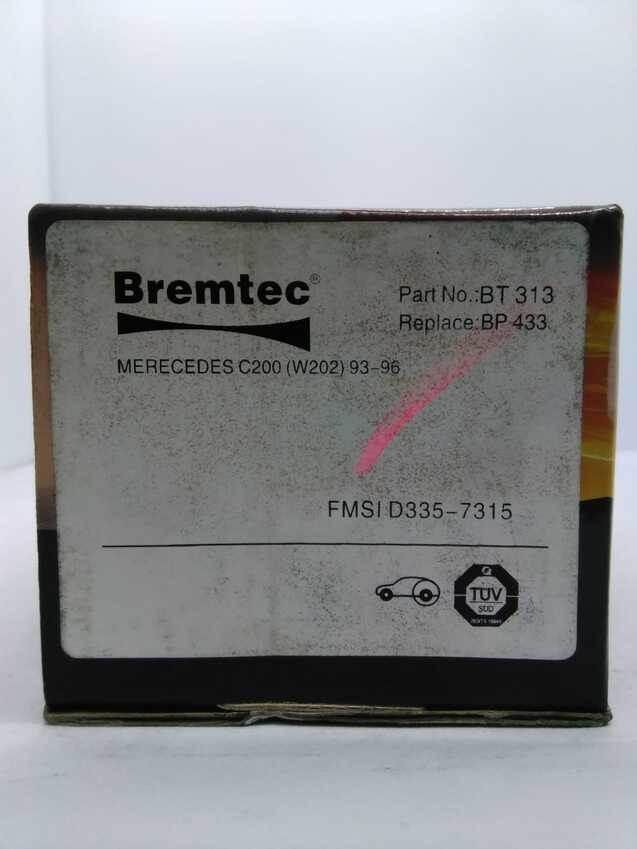 Bremtec®
Part No.:BT 313
Replace:BP 433
MERECEDES C200 (W202) 93-96
FMSI D335-7315
TÜV
SÜD